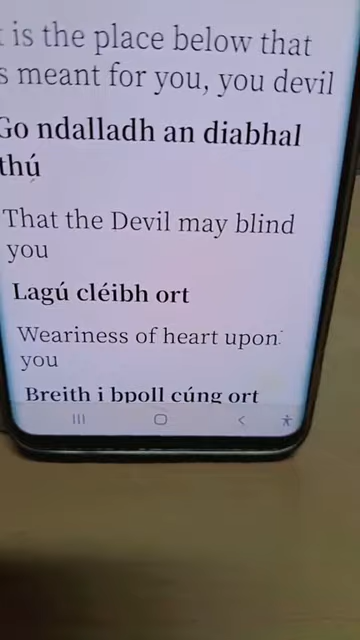 is the place below that
meant for you, you devil
Go ndalladh an diabhal
thú
That the Devil may blind
you
Lagú cléibh ort
Weariness of heart upon
you
Breith i bpoll cúng ort